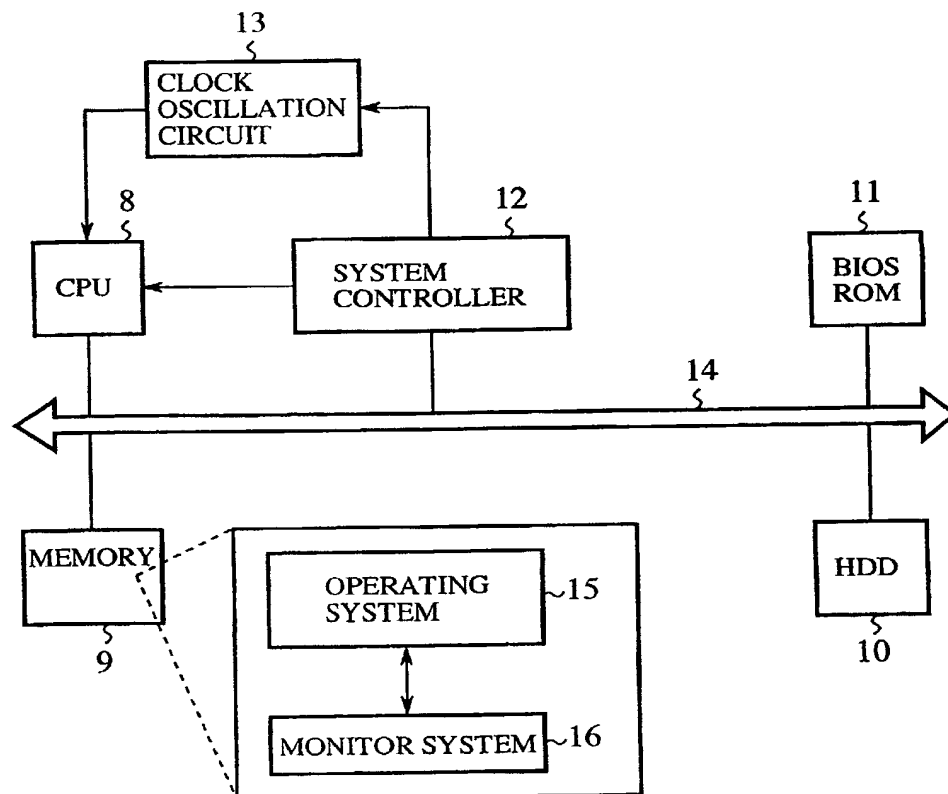 13
CLOCK
OSCILLATION
CIRCUIT
8
CPU
12
SYSTEM
CONTROLLER
11
BIOS
ROM
14
MEMORY
9
OPERATING
SYSTEM
15
MONITOR SYSTEM
16
HDD
10